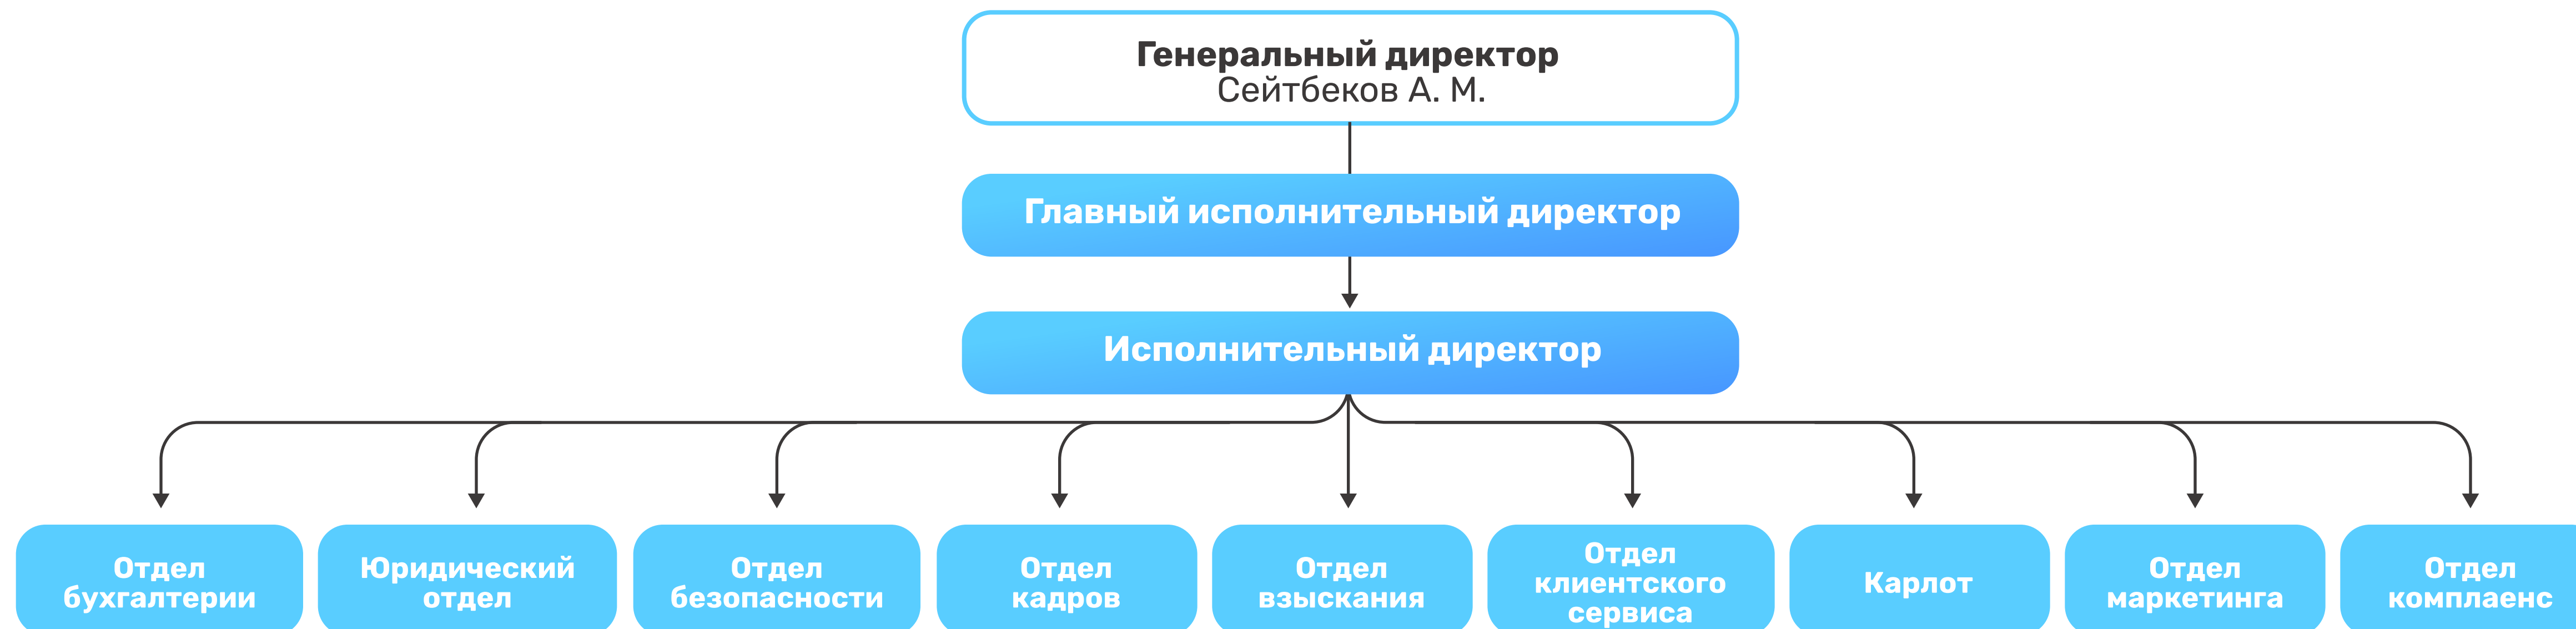 Генеральный директор
Сейтбеков А. М.
Главный исполнительный директор
Исполнительный директор
Отдел
бухгалтерии
Юридический
отдел
Отдел
безопасности
Отдел
кадров
Отдел
взыскания
Отдел
клиентского
сервиса
Карлот
Отдел
маркетинга
Отдел
комплаенс